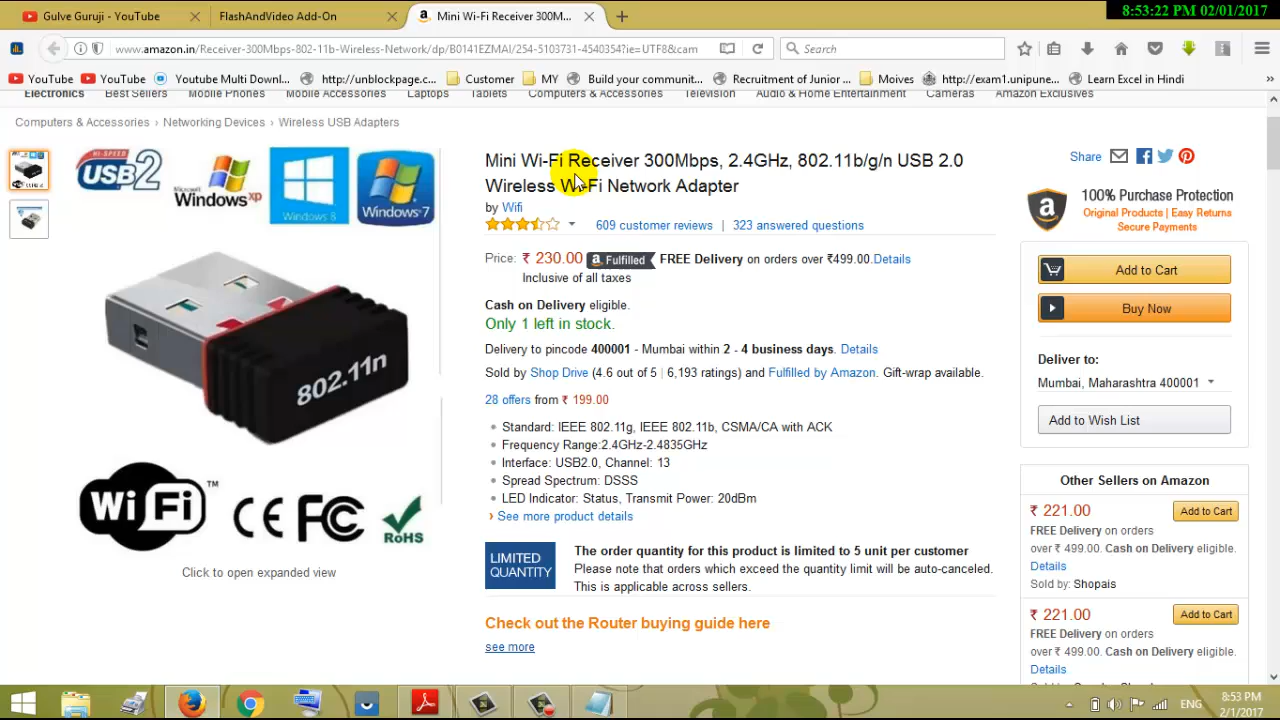 8:53:22 PM 02/01/2017
Gulve Guruji - YouTube
FlashAndVideo Add-On
Mini Wi-Fi Receiver 300M...
www.amazon.in/Receiver-300Mbps-802-11b-Wireless-Network/dp/B0141EZMAI/254-5103731-4540354?ie=UTF8&cam
Search
YouTube YouTube Youtube Multi Downl... http://unblockpage.c... Customer MY Build your communit... Recruitment of Junior ... Moives http://exam1.unipune... Learn Excel in Hindi »
Electronics Best Sellers Mobile Phones Mobile Accessories Laptops Tablets Computers & Accessories Television Audio & Home Entertainment Cameras Amazon Exclusives
Computers & Accessories › Networking Devices › Wireless USB Adapters
HI-SPEED
USB2
Microsoft
Windows xp
Windows 8
Windows 7
802.11n
Wi Fi ™
CE FC
RoHS
Click to open expanded view
Mini Wi-Fi Receiver 300Mbps, 2.4GHz, 802.11b/g/n USB 2.0
Wireless Wi-Fi Network Adapter
by Wifi
609 customer reviews | 323 answered questions
Price: ₹ 230.00 a Fulfilled FREE Delivery on orders over ₹499.00.Details
Inclusive of all taxes
Cash on Delivery eligible.
Only 1 left in stock.
Delivery to pincode 400001 - Mumbai within 2 - 4 business days. Details
Sold by Shop Drive (4.6 out of 5 | 6,193 ratings) and Fulfilled by Amazon. Gift-wrap available.
28 offers from ₹ 199.00
• Standard: IEEE 802.11g, IEEE 802.11b, CSMA/CA with ACK
• Frequency Range:2.4GHz-2.4835GHz
• Interface: USB2.0, Channel: 13
• Spread Spectrum: DSSS
• LED Indicator: Status, Transmit Power: 20dBm
› See more product details
LIMITED
QUANTITY
The order quantity for this product is limited to 5 unit per customer
Please note that orders which exceed the quantity limit will be auto-canceled.
This is applicable across sellers.
Check out the Router buying guide here
see more
Share
100% Purchase Protection
Original Products | Easy Returns
Secure Payments
Add to Cart
Buy Now
Deliver to:
Mumbai, Maharashtra 400001
Add to Wish List
Other Sellers on Amazon
₹ 221.00 Add to Cart
FREE Delivery on orders
over ₹ 499.00. Cash on Delivery eligible.
Details
Sold by: Shopais
₹ 221.00 Add to Cart
FREE Delivery on orders
over ₹ 499.00. Cash on Delivery eligible.
Details
ENG
8:53 PM
2/1/2017